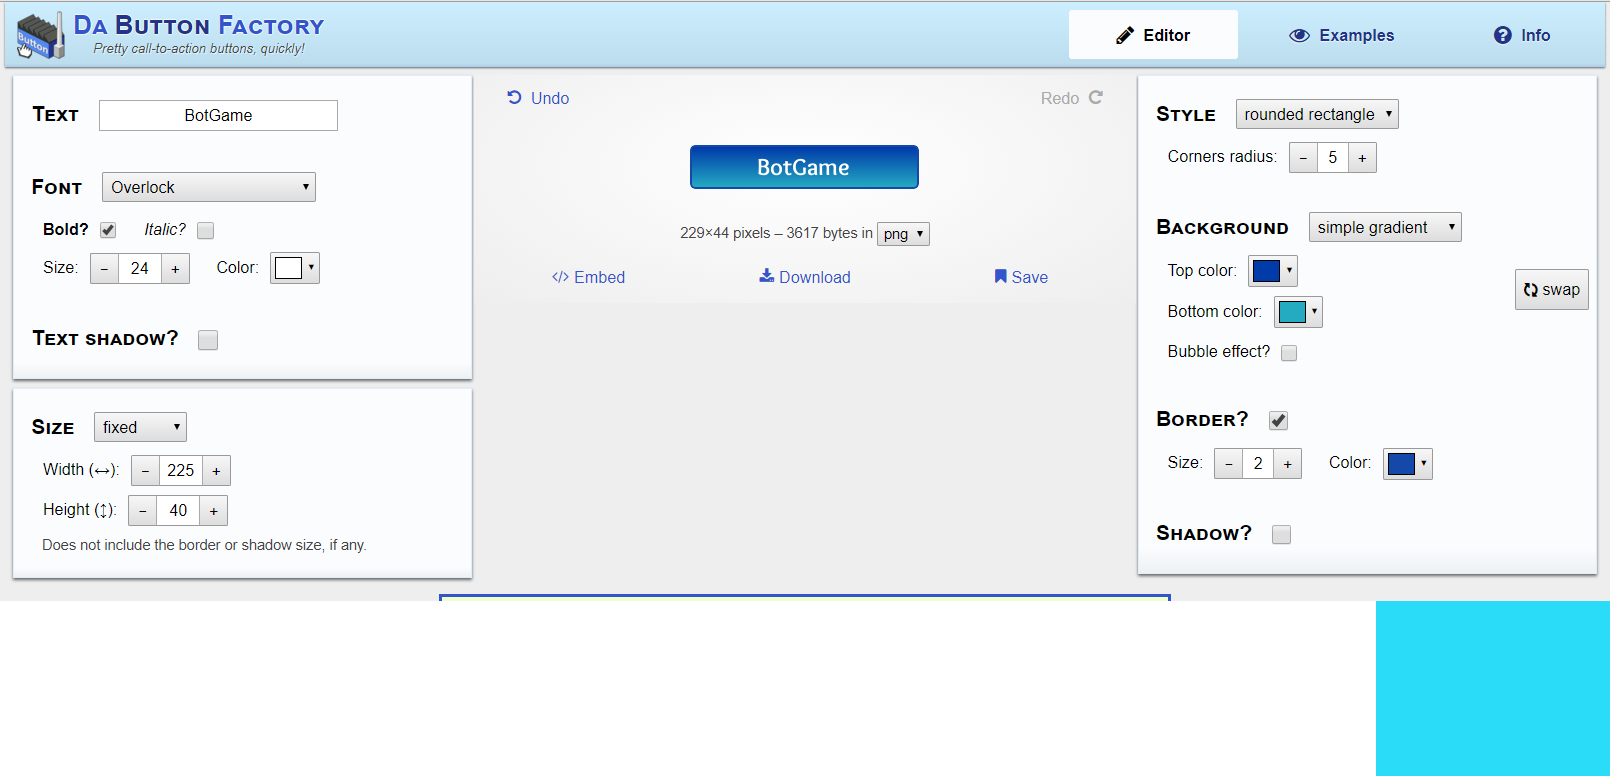 Button
DA BUTTON FACTORY
Pretty call-to-action buttons, quickly!
Editor
Examples
Info
TEXT
BotGame
FONT
Overlock
Bold?
Italic?
Size:
-
24
+
Color:
TEXT SHADOW?
SIZE
fixed
Width (↔):
-
225
+
Height (↕):
-
40
+
Does not include the border or shadow size, if any.
Undo
Redo
BotGame
229×44 pixels – 3617 bytes in png
</> Embed
Download
Save
STYLE
rounded rectangle
Corners radius:
-
5
+
BACKGROUND
simple gradient
Top color:
Bottom color:
swap
Bubble effect?
BORDER?
Size:
-
2
+
Color:
SHADOW?